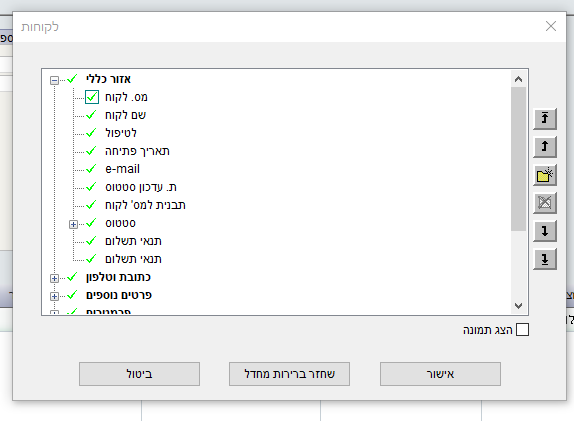 לקוחות
אזור כללי
מס. לקוח
שם לקוח
לטיפול
תאריך פתיחה
e-mail
ת. עדכון סטטוס
תבנית למס' לקוח
סטטוס
תנאי תשלום
תנאי תשלום
כתובת וטלפון
פרטים נוספים
פרמטרים
הצג תמונה
אישור
שחזר ברירות מחדל
ביטול